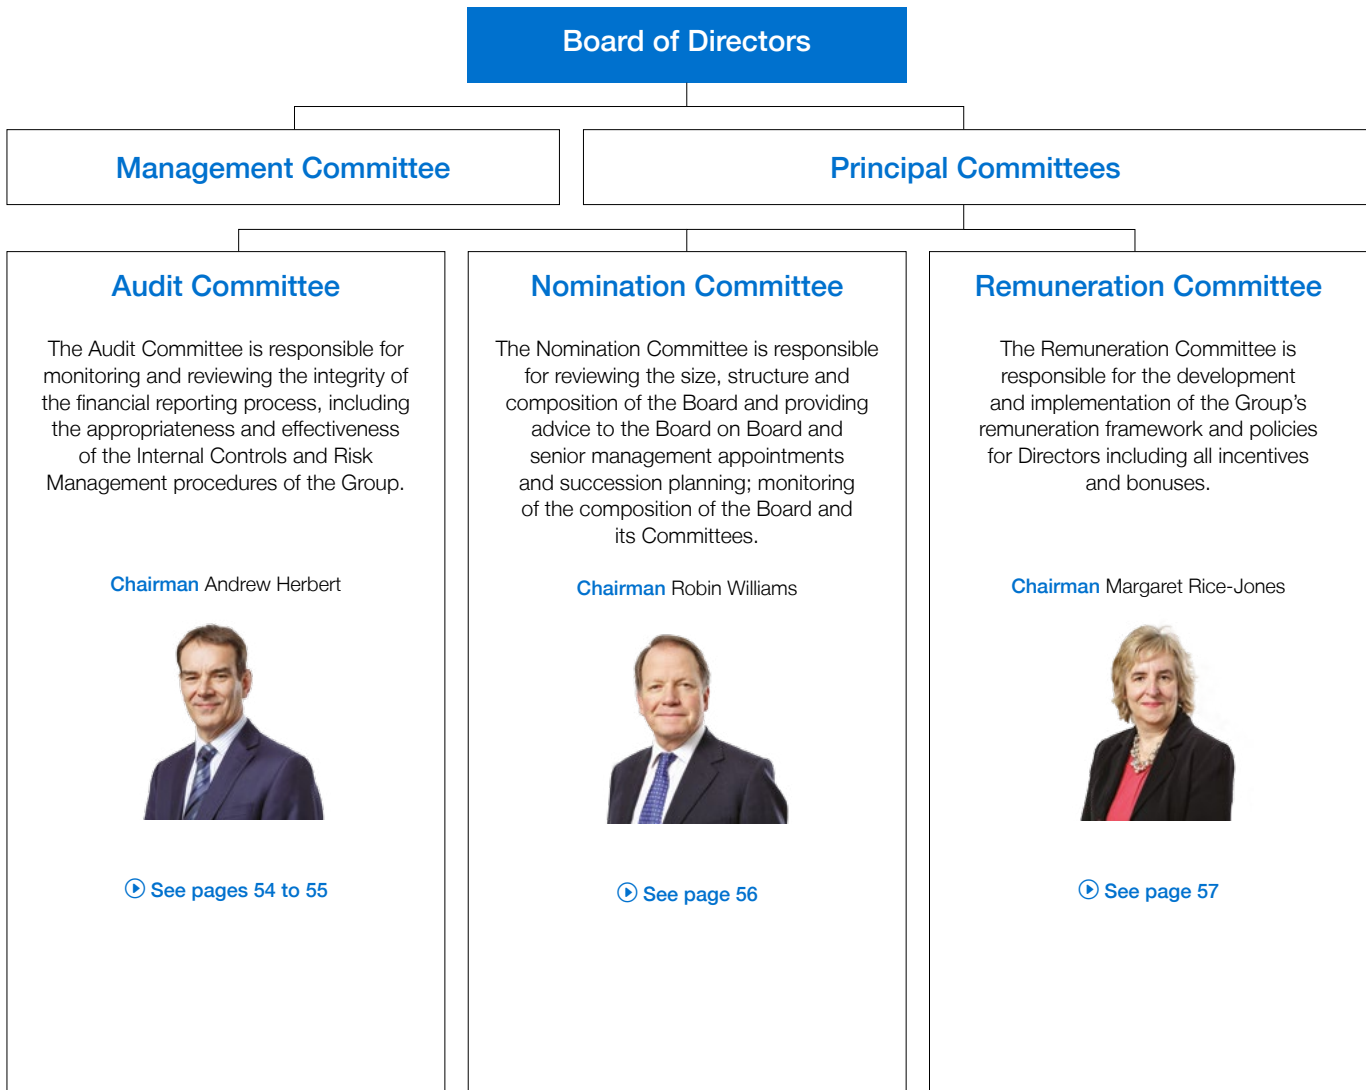 Board of Directors
Management Committee
Principal Committees
Audit Committee
The Audit Committee is responsible for
monitoring and reviewing the integrity of
the financial reporting process, including
the appropriateness and effectiveness
of the Internal Controls and Risk
Management procedures of the Group.
Chairman Andrew Herbert
See pages 54 to 55
Nomination Committee
The Nomination Committee is responsible
for reviewing the size, structure and
composition of the Board and providing
advice to the Board on Board and
senior management appointments
and succession planning; monitoring
of the composition of the Board and
its Committees.
Chairman Robin Williams
See page 56
Remuneration Committee
The Remuneration Committee is
responsible for the development
and implementation of the Group’s
remuneration framework and policies
for Directors including all incentives
and bonuses.
Chairman Margaret Rice-Jones
See page 57